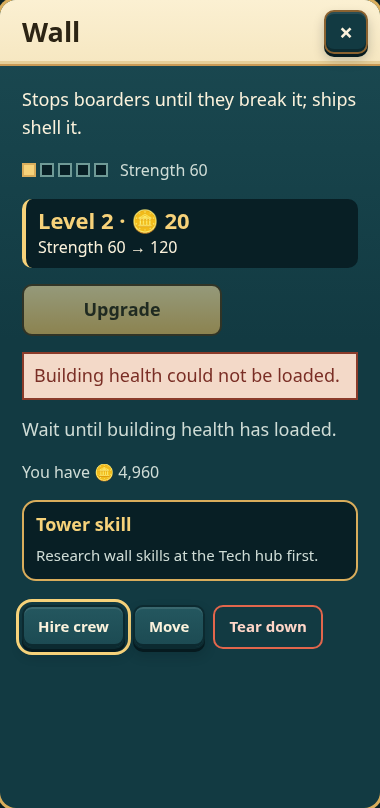 Wall
×
Stops boarders until they break it; ships
shell it.
Strength 60
Level 2 · 🪙 20
Strength 60 → 120
Upgrade
Building health could not be loaded.
Wait until building health has loaded.
You have 🪙 4,960
Tower skill
Research wall skills at the Tech hub first.
Hire crew Move Tear down